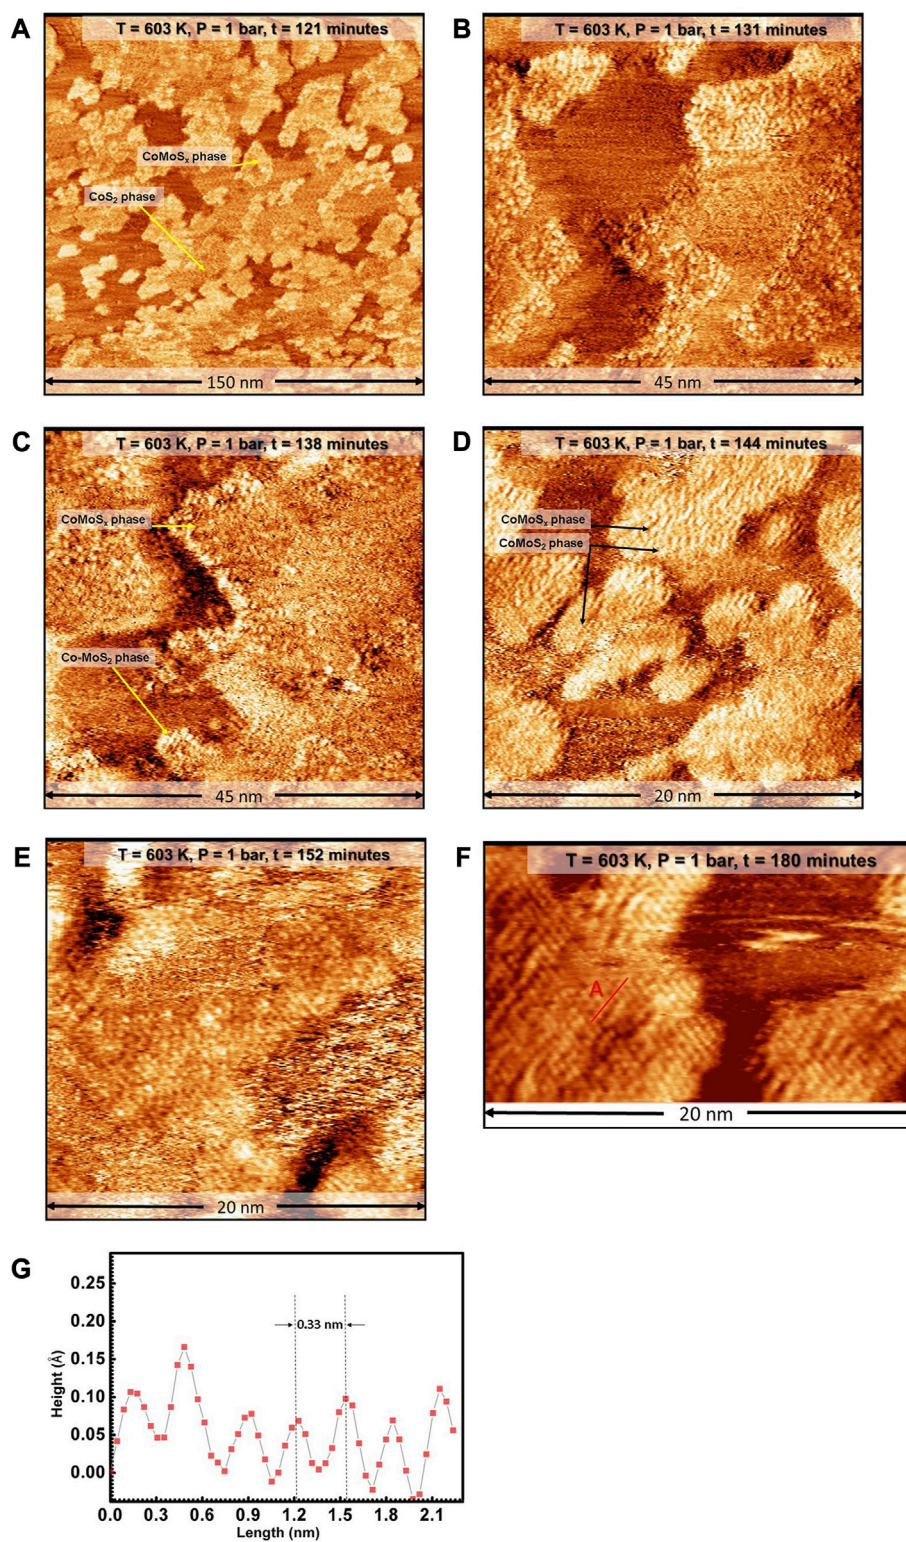 A
T = 603 K, P = 1 bar, t = 121 minutes
CoMoSₓ phase
CoS₂ phase
150 nm
B
T = 603 K, P = 1 bar, t = 131 minutes
45 nm
C
T = 603 K, P = 1 bar, t = 138 minutes
CoMoSₓ phase
Co-MoS₂ phase
45 nm
D
T = 603 K, P = 1 bar, t = 144 minutes
CoMoSₓ phase
CoMoS₂ phase
20 nm
E
T = 603 K, P = 1 bar, t = 152 minutes
20 nm
F
T = 603 K, P = 1 bar, t = 180 minutes
A
20 nm
G
0.25
0.20
0.15
0.10
0.05
0.00
Height (Å)
0.33 nm
0.0 0.3 0.6 0.9 1.2 1.5 1.8 2.1
Length (nm)